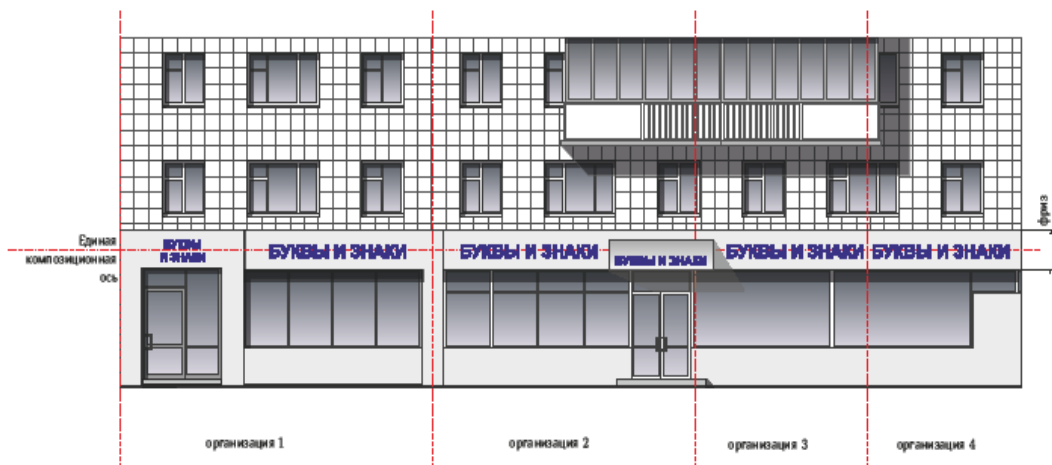 фриз
Единая
композиционная
ось
БУКВЫ
И ЗНАКИ
БУКВЫ И ЗНАКИ
БУКВЫ И ЗНАКИ
БУКВЫ И ЗНАКИ
БУКВЫ И ЗНАКИ
БУКВЫ И ЗНАКИ
организация 1
организация 2
организация 3
организация 4